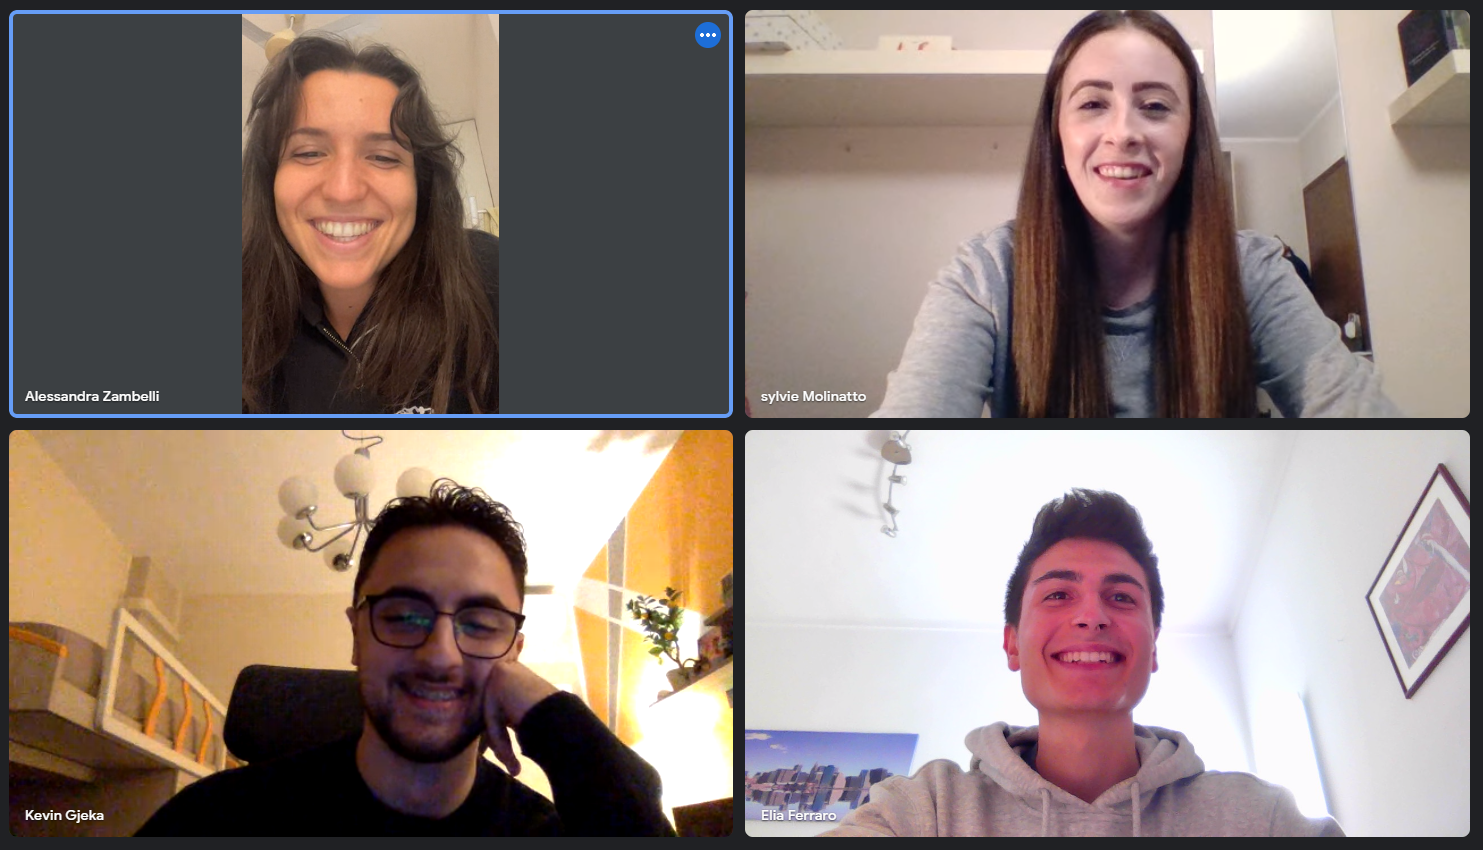 Alessandra Zambelli
sylvie Molinatto
Kevin Gjeka
Elia Ferraro